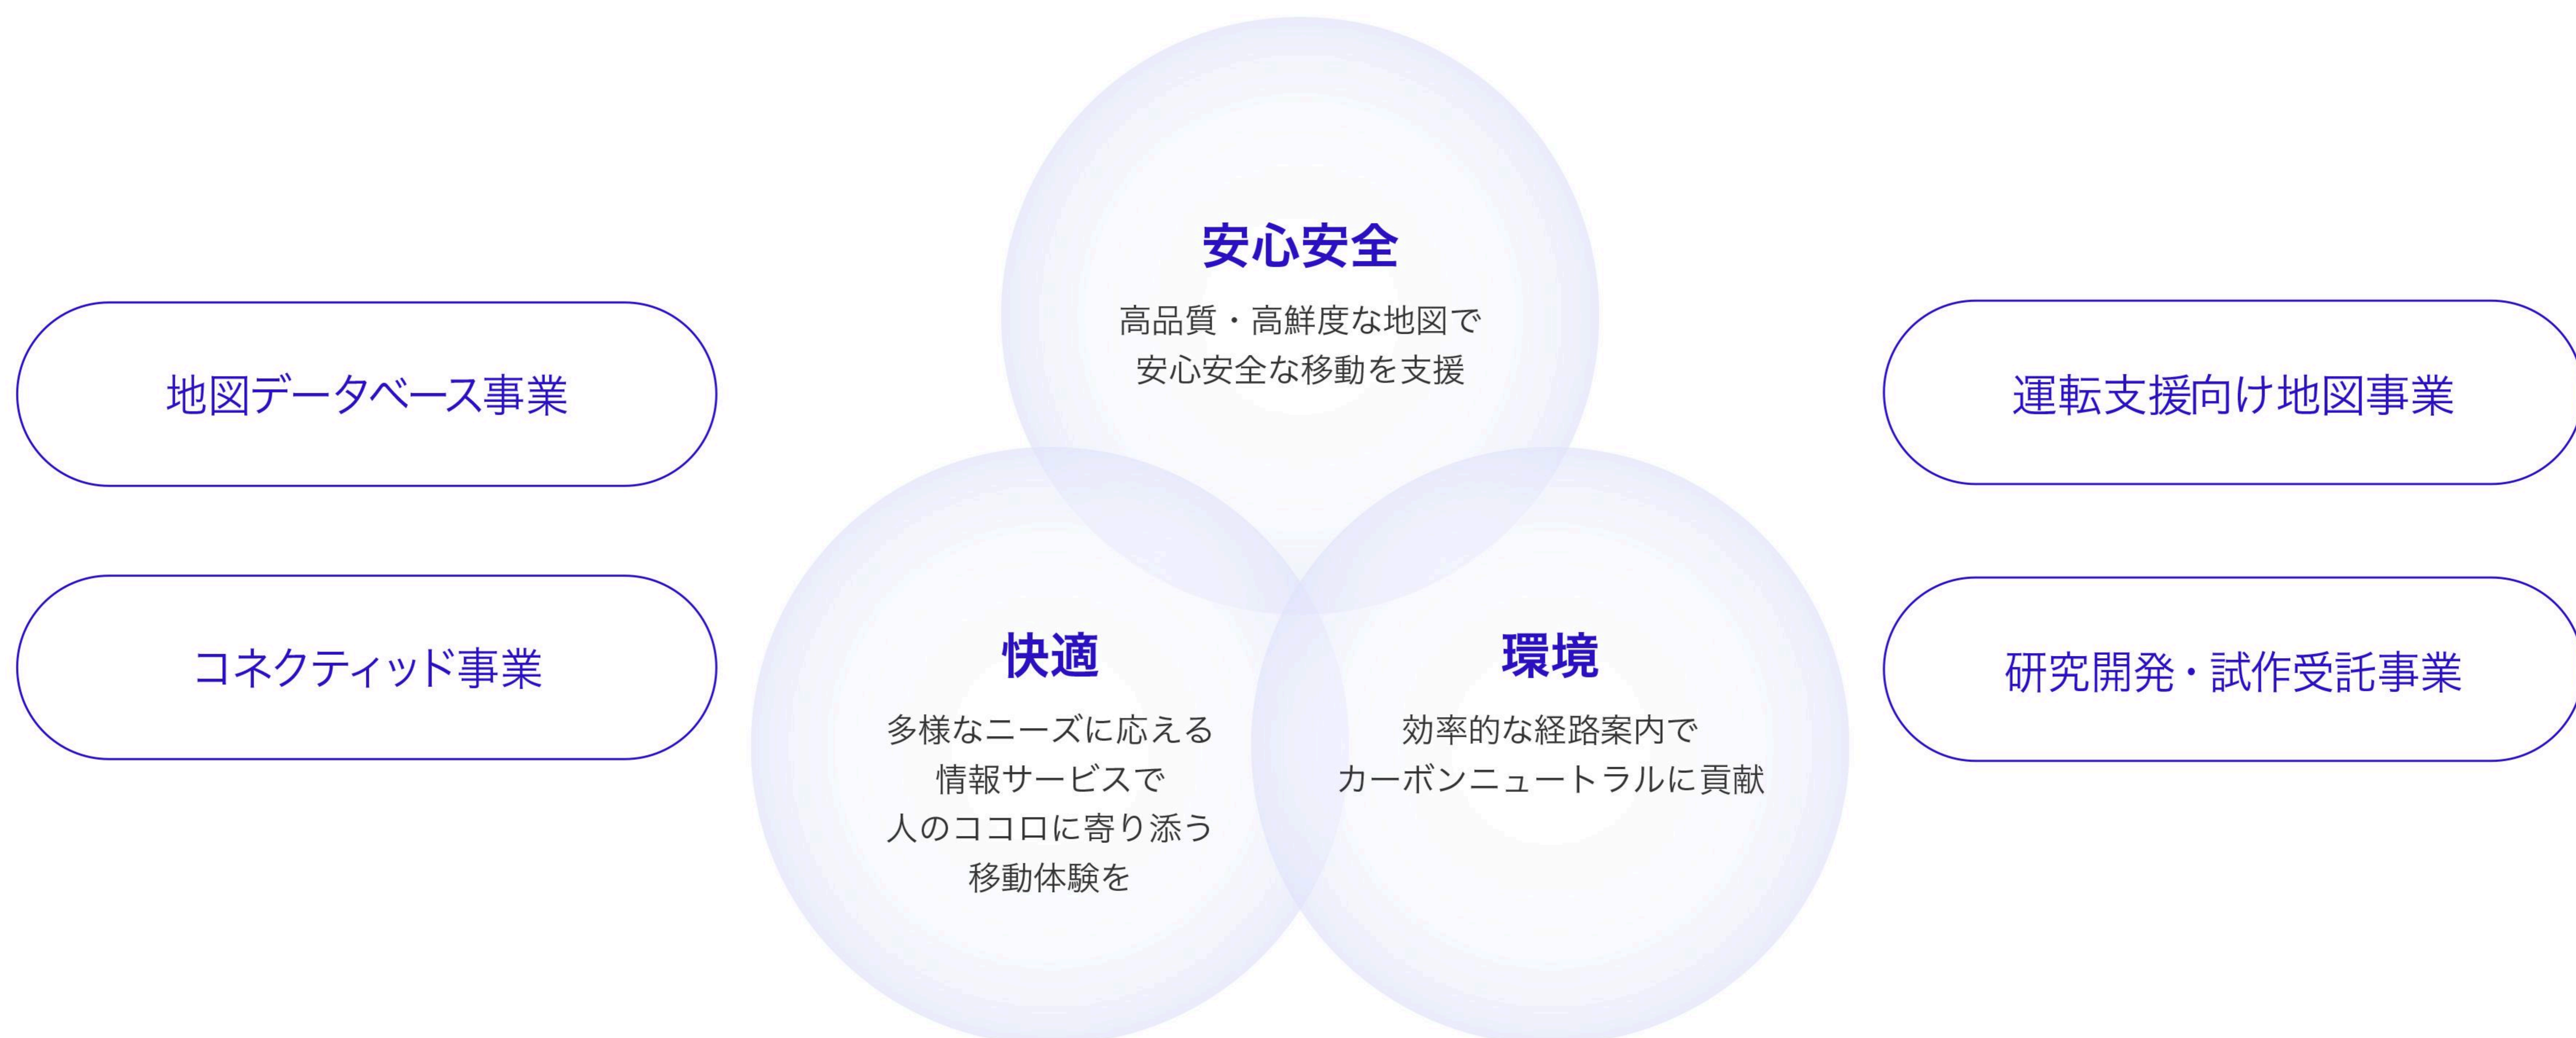 地図データベース事業
コネクティッド事業
安心安全
高品質・高鮮度な地図で
安心安全な移動を支援
快適
多様なニーズに応える
情報サービスで
人のココロに寄り添う
移動体験を
環境
効率的な経路案内で
カーボンニュートラルに貢献
運転支援向け地図事業
研究開発・試作受託事業